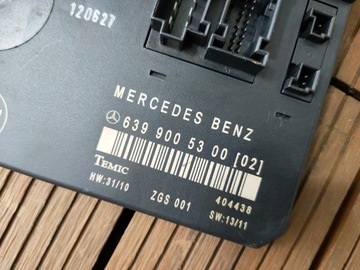 120627
MERCEDES BENZ
639 900 53 00 [02]
TEMIC
HW:31/10
ZGS 001
404438
SW:13/11